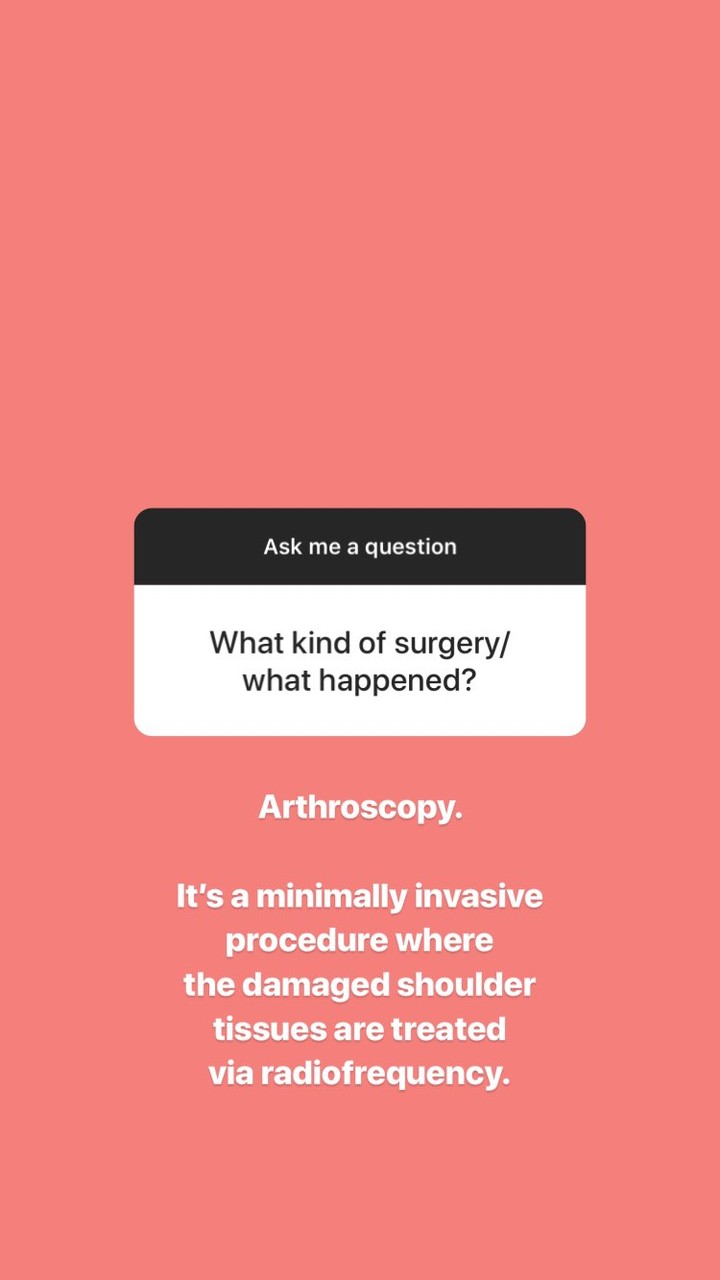 Ask me a question
What kind of surgery/
what happened?
Arthroscopy.
It’s a minimally invasive
procedure where
the damaged shoulder
tissues are treated
via radiofrequency.